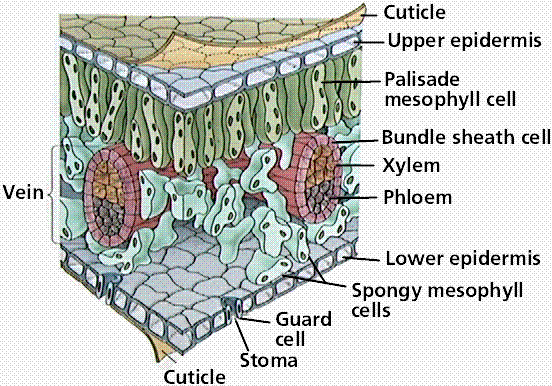 Cuticle
Upper epidermis
Palisade
mesophyll cell
Bundle sheath cell
Xylem
Vein
Phloem
Lower epidermis
Spongy mesophyll
cells
Guard
cell
Stoma
Cuticle